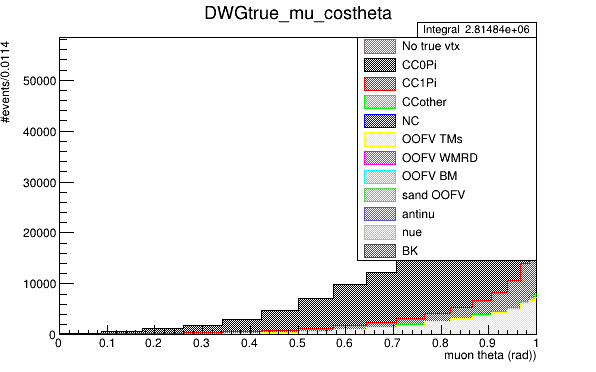 DWGtrue_mu_costheta
Integral 2.81484e+06
#events/0.0114
No true vtx
CC0Pi
CC1Pi
CCother
NC
OOFV TMs
OOFV WMRD
OOFV BM
sand OOFV
antinu
nue
BK
50000
40000
30000
20000
10000
0
0 0.1 0.2 0.3 0.4 0.5 0.6 0.7 0.8 0.9 1
muon theta (rad))